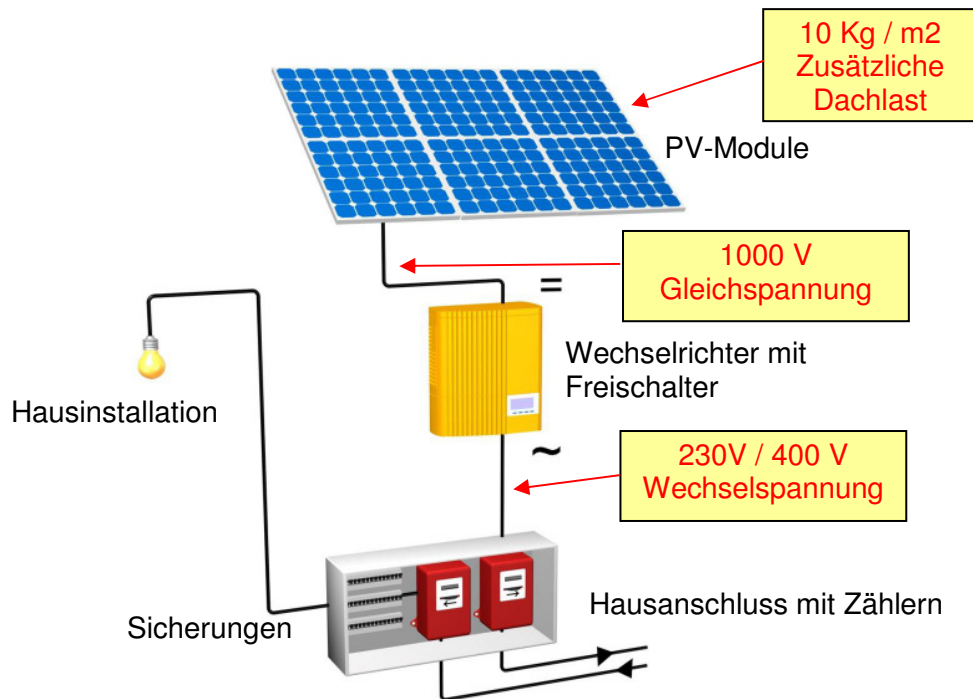 10 Kg / m2
Zusätzliche
Dachlast
PV-Module
1000 V
Gleichspannung
=
Wechselrichter mit
Freischalter
Hausinstallation
~
230V / 400 V
Wechselspannung
Hausanschluss mit Zählern
Sicherungen